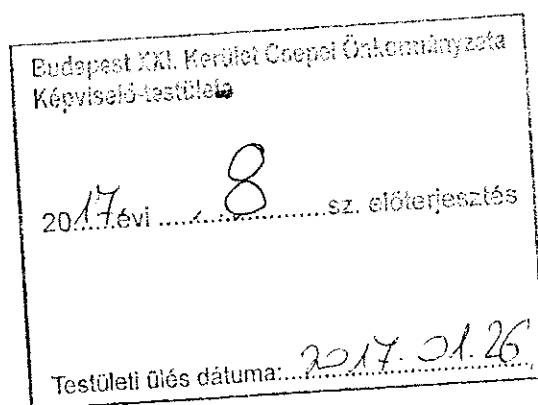 Budapest XXI. Kerület Csepel Önkormányzata
Képviselő-testülete
2017 évi ......8......sz. előterjesztés
Testületi ülés dátuma: 2017. 01. 26